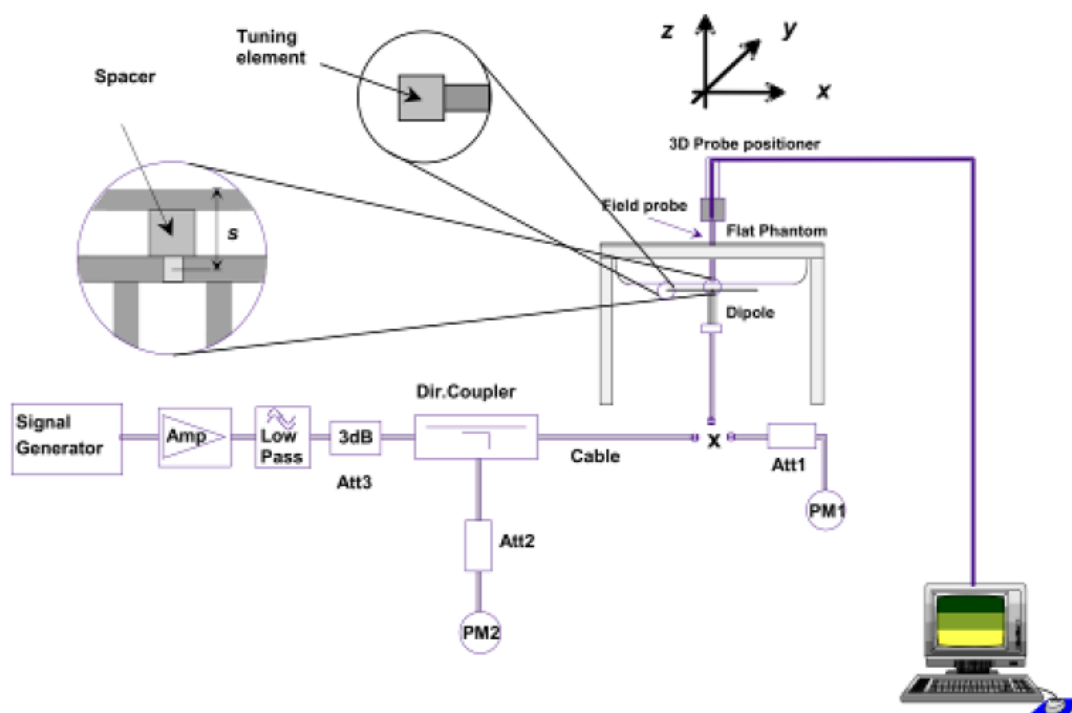 Tuning
element
Spacer
z
y
x
3D Probe positioner
Field probe
Flat Phantom
s
Dipole
Dir.Coupler
Signal
Generator
Amp
Low
Pass
3dB
Att3
Cable
x
Att1
PM1
Att2
PM2